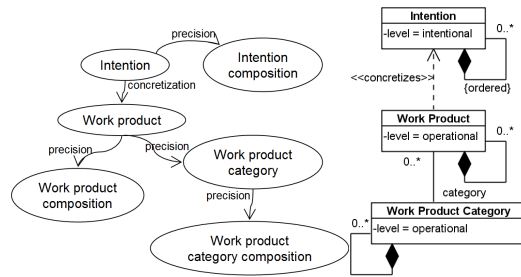 precision
Intention
Intention
composition
concretization
Work product
precision
precision
Work product
composition
Work product
category
precision
Work product
category composition
Intention
-level = intentional
0..*
{ordered}
<<concretizes>>
Work Product
-level = operational
0..*
0..*
category
Work Product Category
-level = operational
0..*